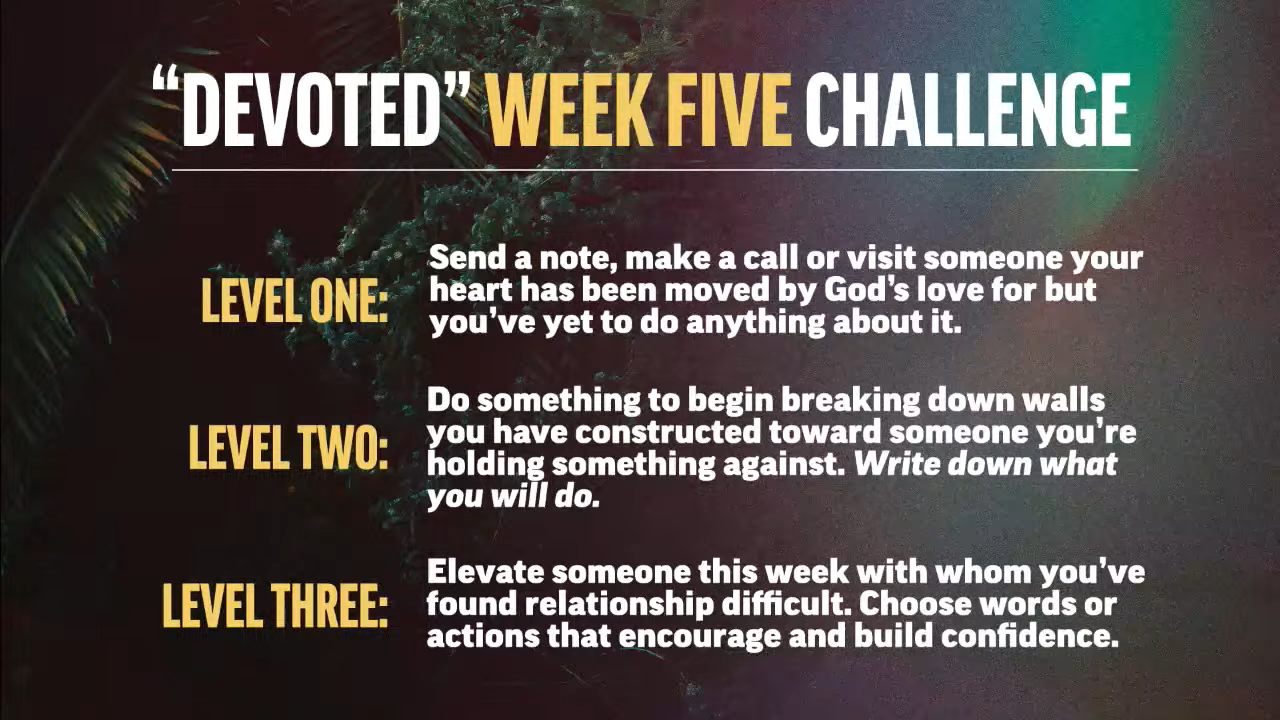 “DEVOTED” WEEK FIVE CHALLENGE
LEVEL ONE:
Send a note, make a call or visit someone your
heart has been moved by God’s love for but
you’ve yet to do anything about it.
LEVEL TWO:
Do something to begin breaking down walls
you have constructed toward someone you’re
holding something against. Write down what
you will do.
LEVEL THREE:
Elevate someone this week with whom you’ve
found relationship difficult. Choose words or
actions that encourage and build confidence.